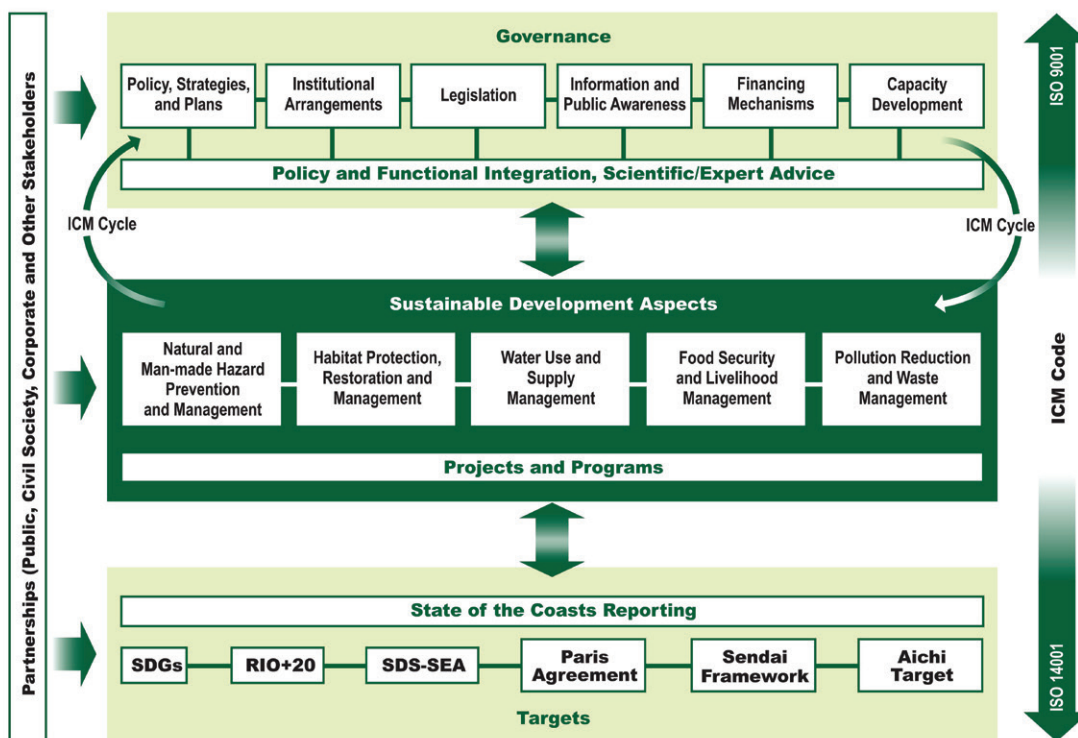 Partnerships (Public, Civil Society, Corporate and Other Stakeholders
Governance
Policy, Strategies,
and Plans
Institutional
Arrangements
Legislation
Information and
Public Awareness
Financing
Mechanisms
Capacity
Development
Policy and Functional Integration, Scientific/Expert Advice
ICM Cycle
ICM Cycle
Sustainable Development Aspects
Natural and
Man-made Hazard
Prevention
and Management
Habitat Protection,
Restoration and
Management
Water Use and
Supply
Management
Food Security
and Livelihood
Management
Pollution Reduction
and Waste
Management
Projects and Programs
State of the Coasts Reporting
SDGs
RIO+20
SDS-SEA
Paris
Agreement
Sendai
Framework
Aichi
Target
Targets
ISO 9001
ICM Code
ISO 14001